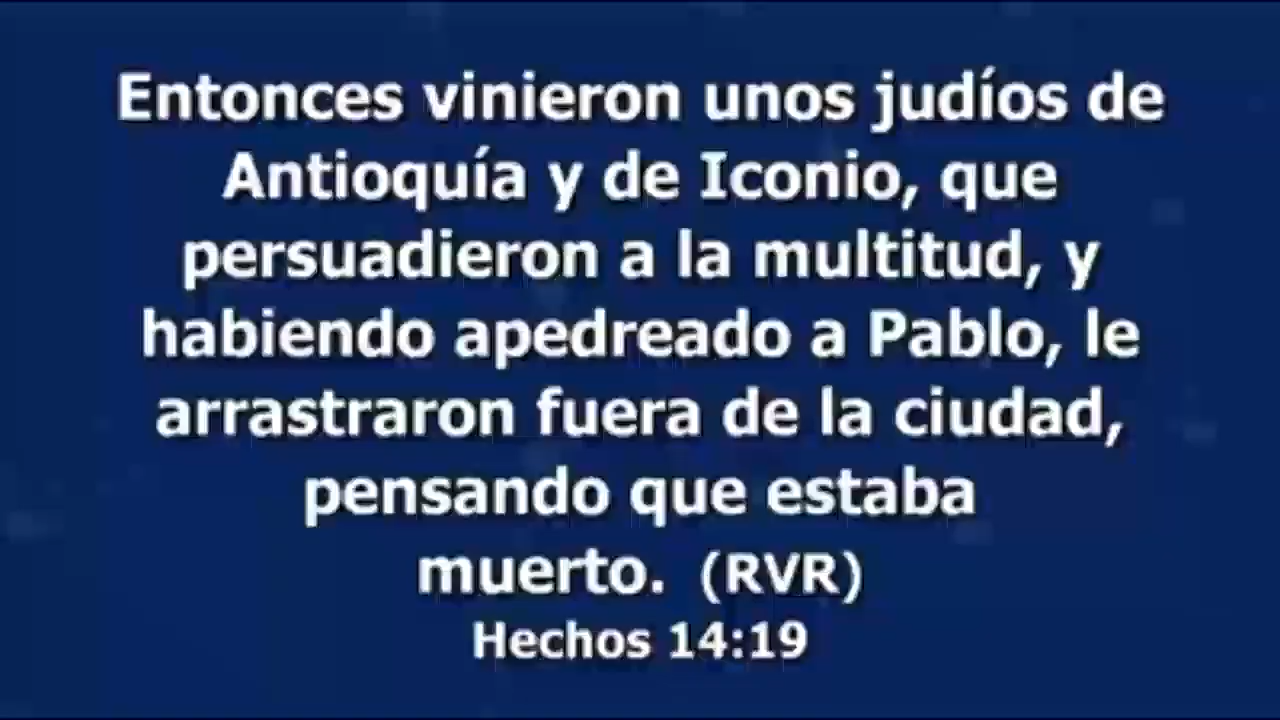 Entonces vinieron unos judíos de
Antioquía y de Iconio, que
persuadieron a la multitud, y
habiendo apedreado a Pablo, le
arrastraron fuera de la ciudad,
pensando que estaba
muerto. (RVR)
Hechos 14:19